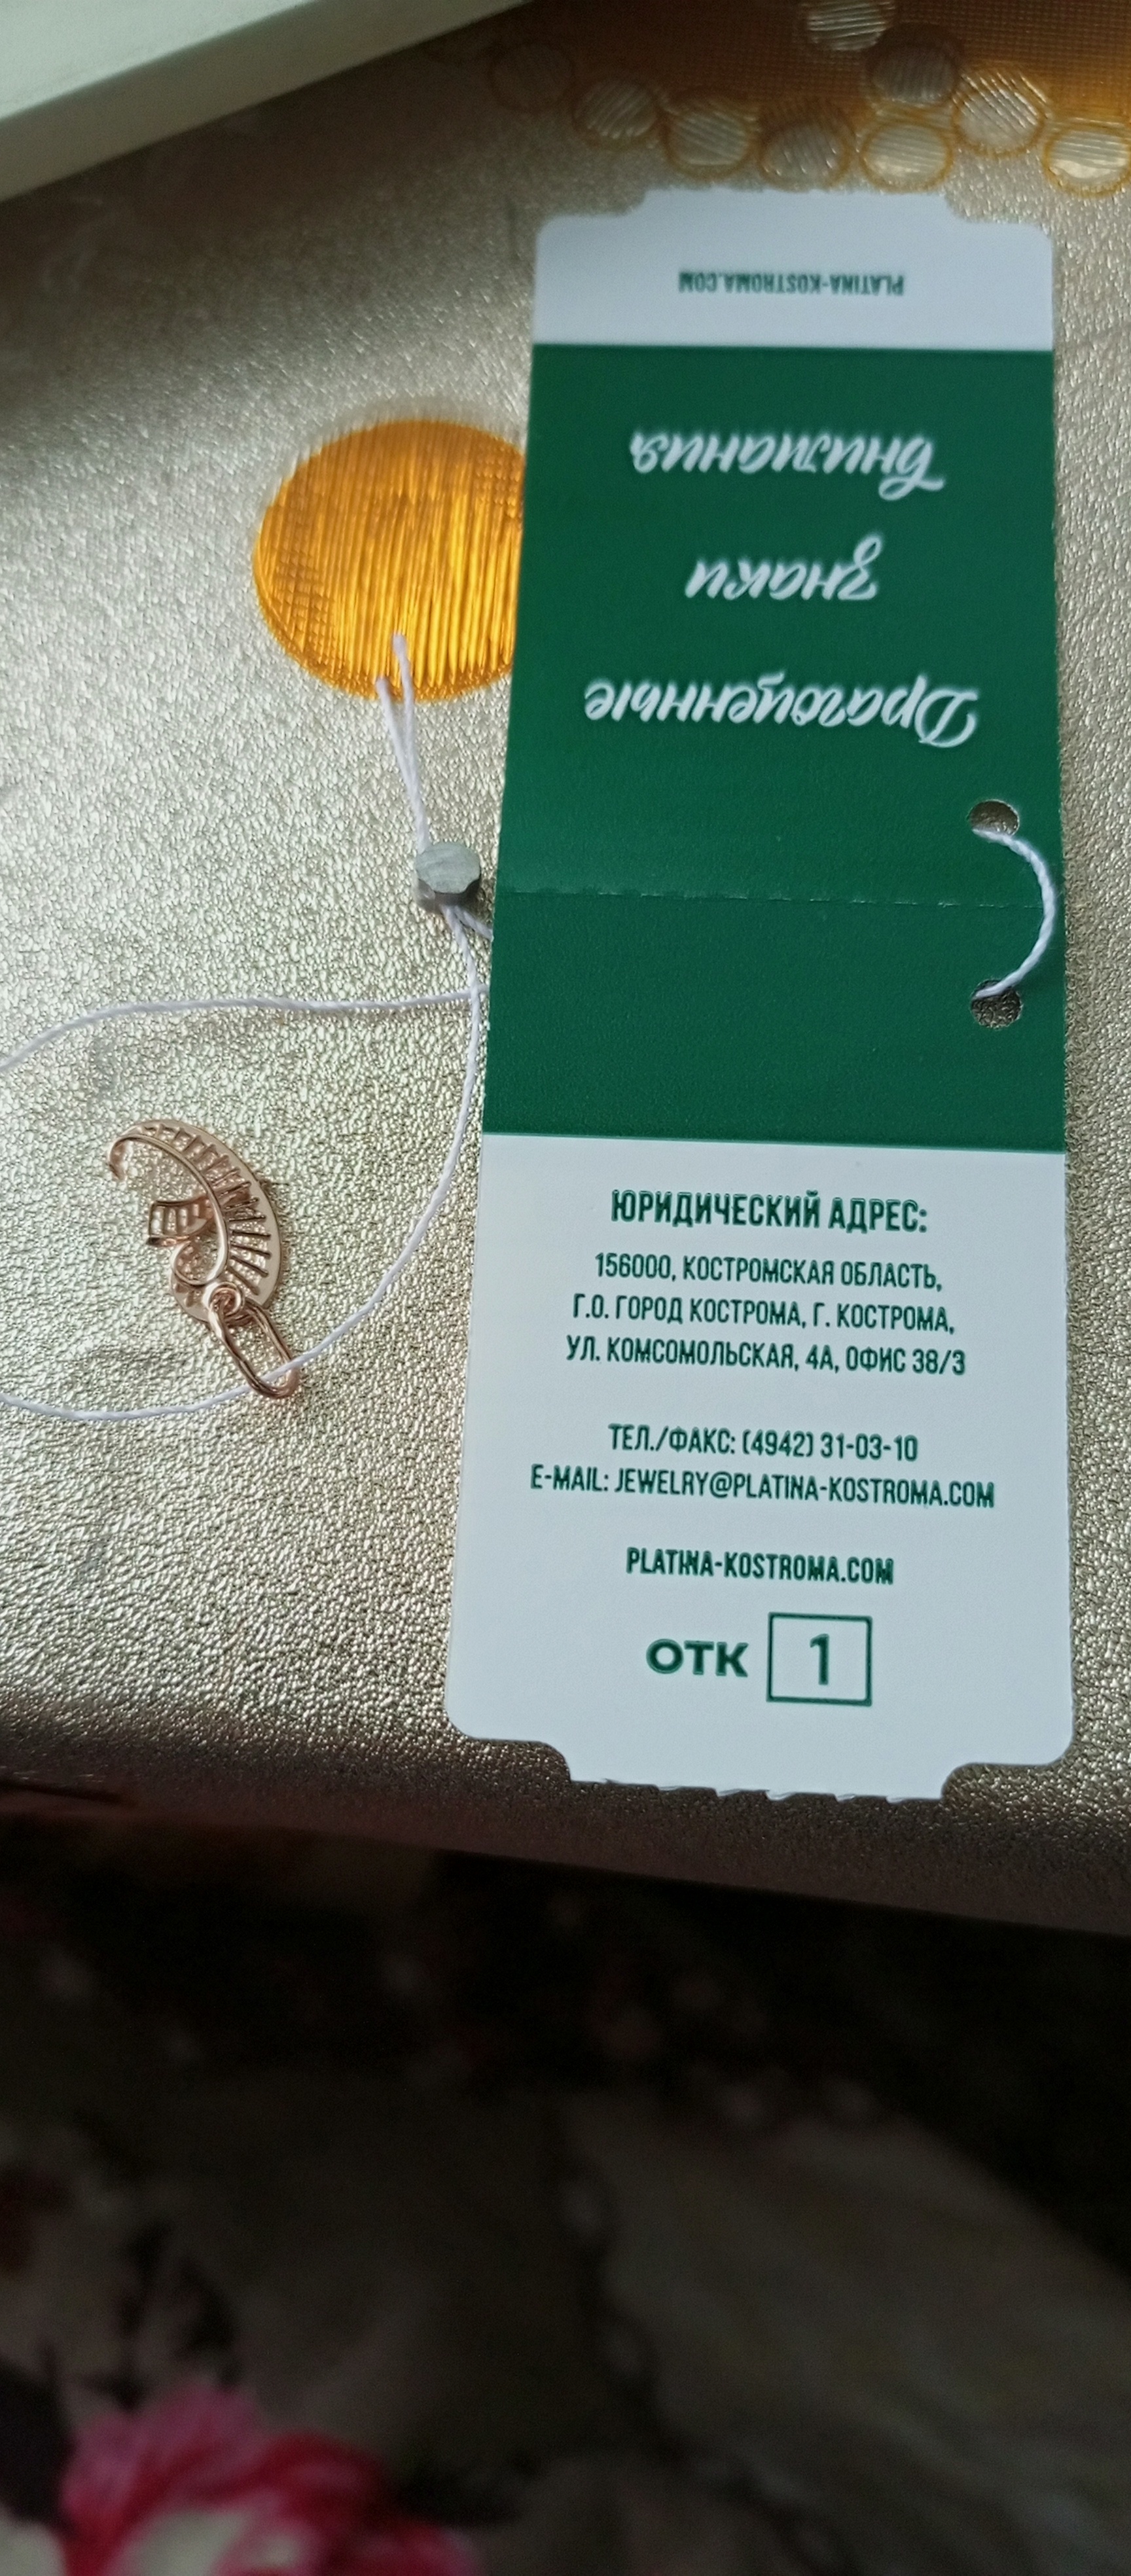 PLATINA-KOSTROMA.COM
Драгоценные
знаки
внимания
ЮРИДИЧЕСКИЙ АДРЕС:
156000, КОСТРОМСКАЯ ОБЛАСТЬ,
Г.О. ГОРОД КОСТРОМА, Г. КОСТРОМА,
УЛ. КОМСОМОЛЬСКАЯ, 4А, ОФИС 38/3
ТЕЛ./ФАКС: (4942) 31-03-10
E-MAIL: JEWELRY@PLATINA-KOSTROMA.COM
PLATINA-KOSTROMA.COM
ОТК 1